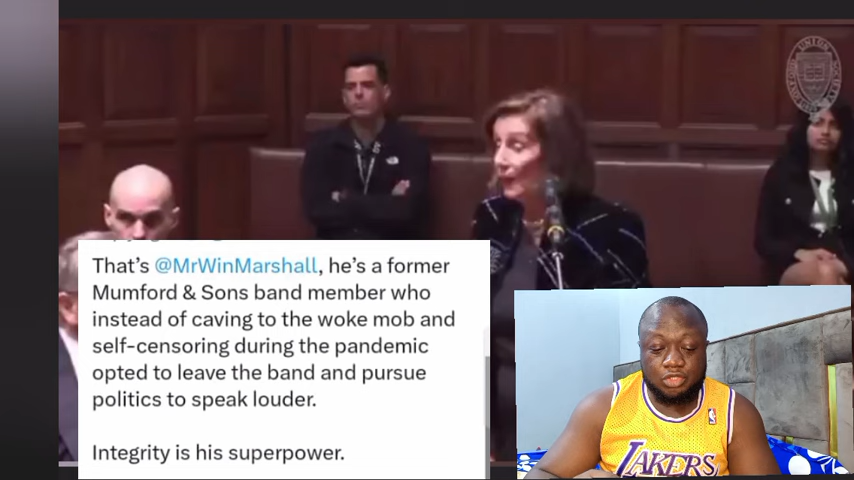 UNION
SOCIETY
That's @MrWinMarshall, he's a former
Mumford & Sons band member who
instead of caving to the woke mob and
self-censoring during the pandemic
opted to leave the band and pursue
politics to speak louder.
Integrity is his superpower.
LAKERS